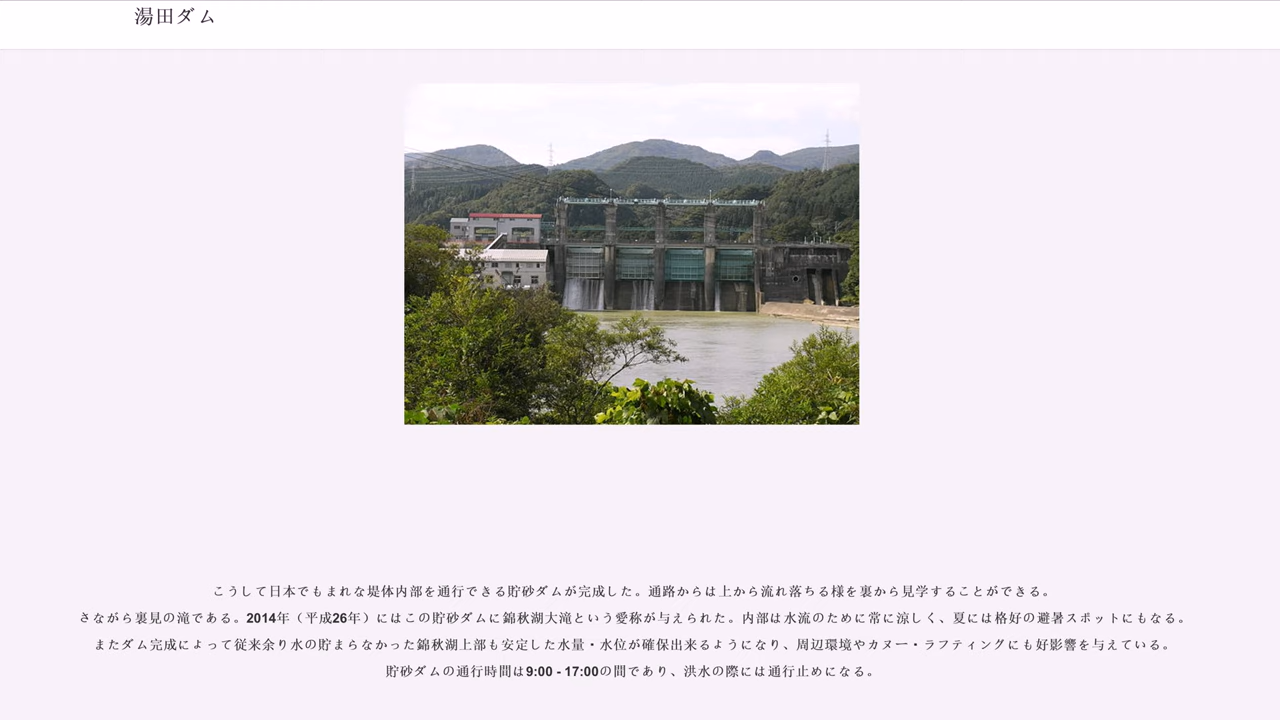 湯田ダム
こうして日本でもまれな堤体内部を通行できる貯砂ダムが完成した。通路からは上から流れ落ちる様を裏から見学することができる。
さながら裏見の滝である。2014年（平成26年）にはこの貯砂ダムに錦秋湖大滝という愛称が与えられた。内部は水流のために常に涼しく、夏には格好の避暑スポットにもなる。
またダム完成によって従来余り水の貯まらなかった錦秋湖上部も安定した水量・水位が確保出来るようになり、周辺環境やカヌー・ラフティングにも好影響を与えている。
貯砂ダムの通行時間は9:00 - 17:00の間であり、洪水の際には通行止めになる。